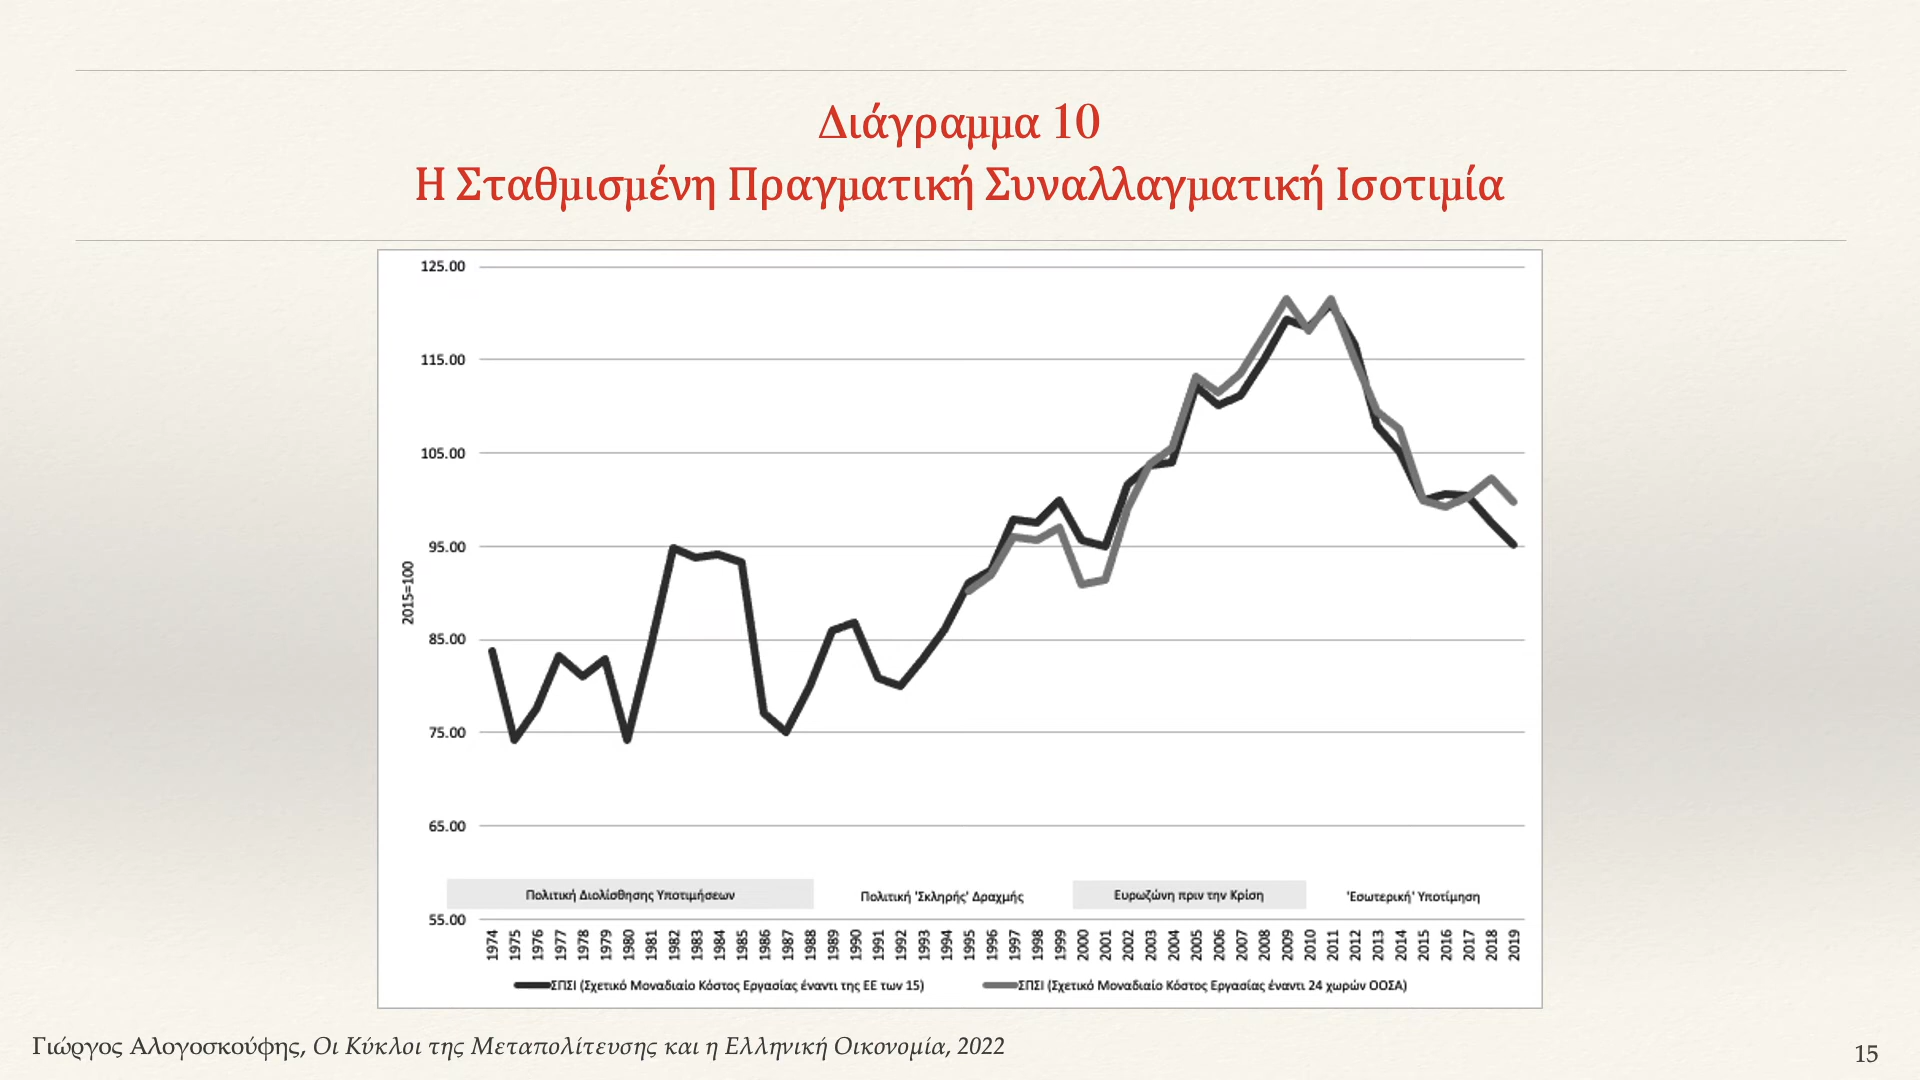 Διάγραμμα 10
Η Σταθμισμένη Πραγματική Συναλλαγματική Ισοτιμία
125.00
115.00
105.00
95.00
85.00
75.00
65.00
55.00
2015=100
Πολιτική Διολίσθησης Υποτιμήσεων
Πολιτική 'Σκληρής' Δραχμής
Ευρωζώνη πριν την Κρίση
'Εσωτερική' Υποτίμηση
1974 1975 1976 1977 1978 1979 1980 1981 1982 1983 1984 1985 1986 1987 1988 1989 1990 1991 1992 1993 1994 1995 1996 1997 1998 1999 2000 2001 2002 2003 2004 2005 2006 2007 2008 2009 2010 2011 2012 2013 2014 2015 2016 2017 2018 2019
ΣΠΣΙ (Σχετικό Μοναδιαίο Κόστος Εργασίας έναντι της ΕΕ των 15)
ΣΠΣΙ (Σχετικό Μοναδιαίο Κόστος Εργασίας έναντι 24 χωρών ΟΟΣΑ)
Γιώργος Αλογοσκούφης, Οι Κύκλοι της Μεταπολίτευσης και η Ελληνική Οικονομία, 2022
15